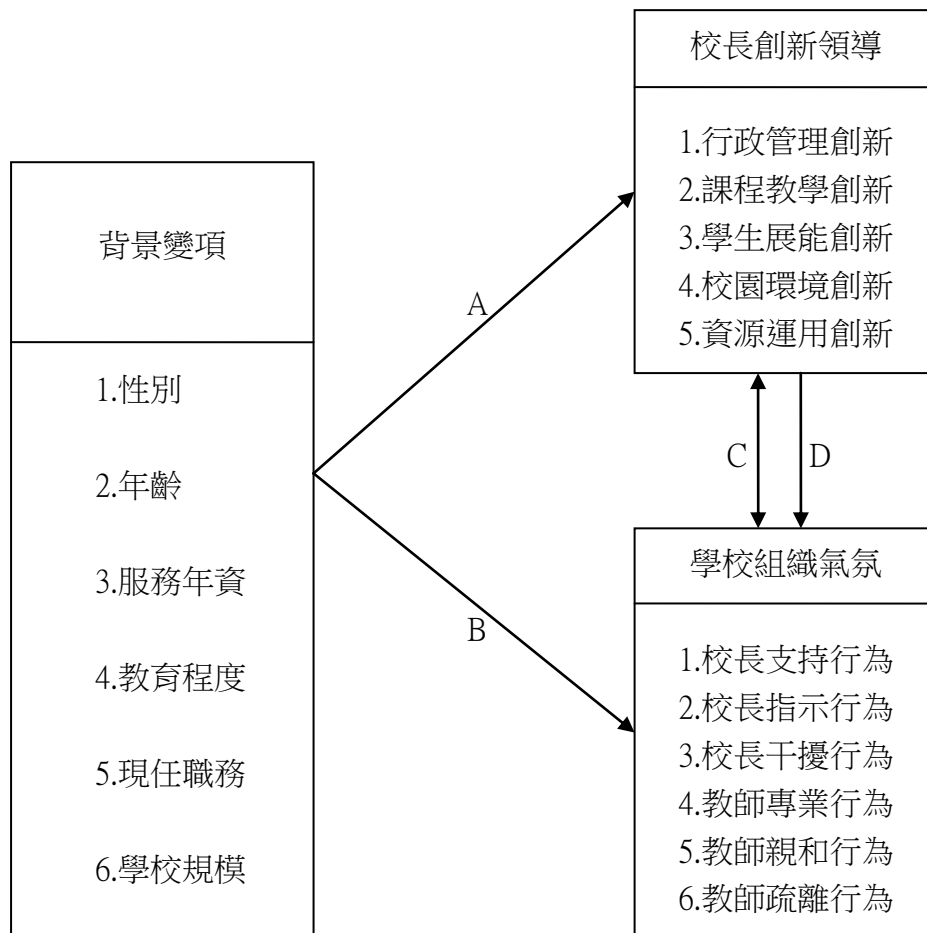 校長創新領導
1.行政管理創新
2.課程教學創新
3.學生展能創新
4.校園環境創新
5.資源運用創新
背景變項
1.性別
2.年齡
3.服務年資
4.教育程度
5.現任職務
6.學校規模
A
B
C
D
學校組織氣氛
1.校長支持行為
2.校長指示行為
3.校長干擾行為
4.教師專業行為
5.教師親和行為
6.教師疏離行為